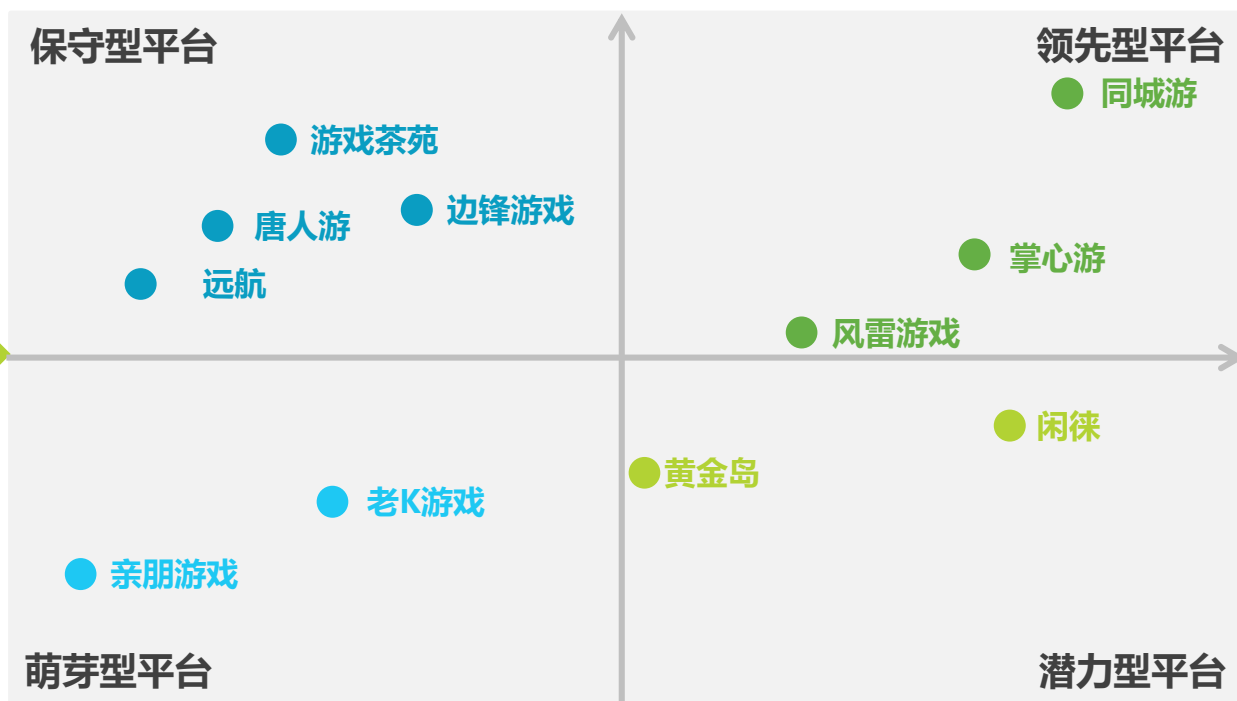 保守型平台
领先型平台
同城游
游戏茶苑
边锋游戏
唐人游
掌心游
远航
风雷游戏
闲徕
黄金岛
老K游戏
亲朋游戏
萌芽型平台
潜力型平台